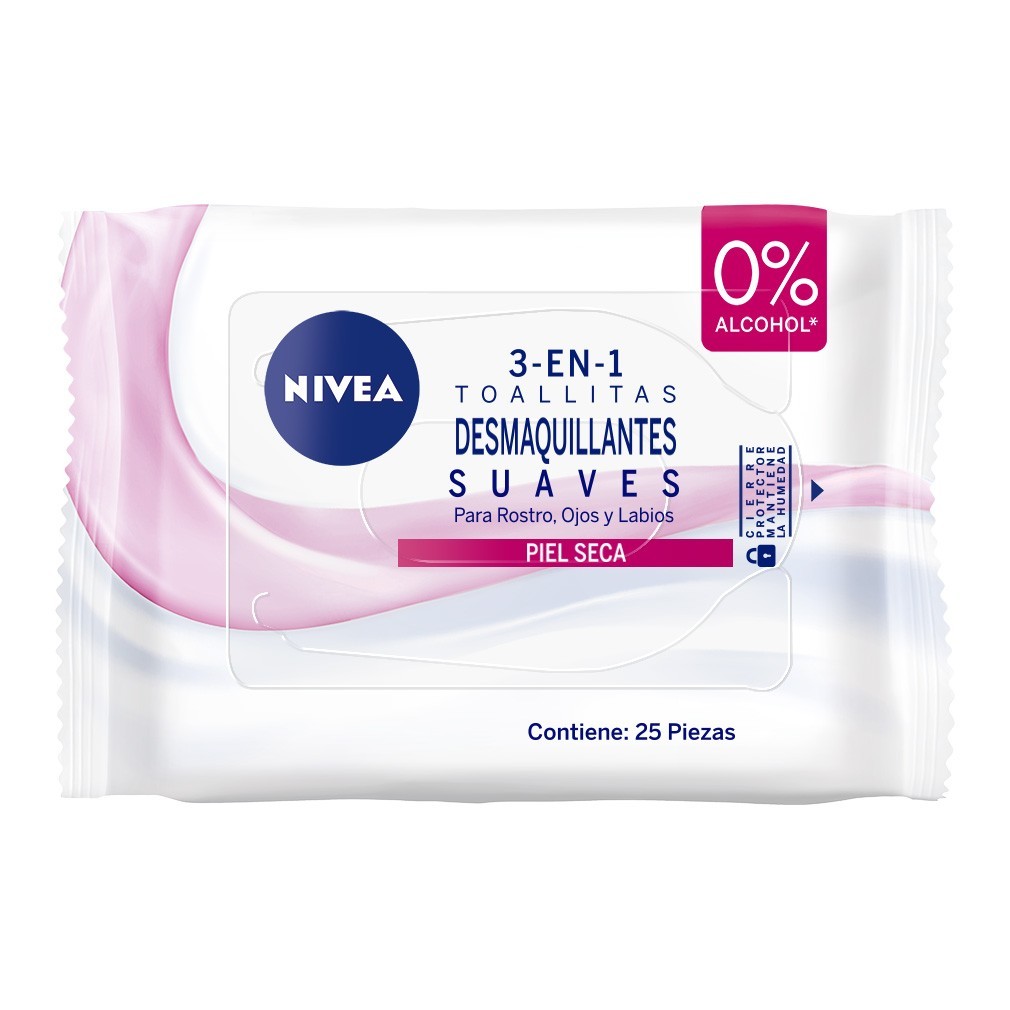 0%
ALCOHOL*
NIVEA
3-EN-1
TOALLITAS
DESMAQUILLANTES
SUAVES
Para Rostro, Ojos y Labios
PIEL SECA
CIERRE
PROTECTOR
MANTIENE
LA HUMEDAD
Contiene: 25 Piezas